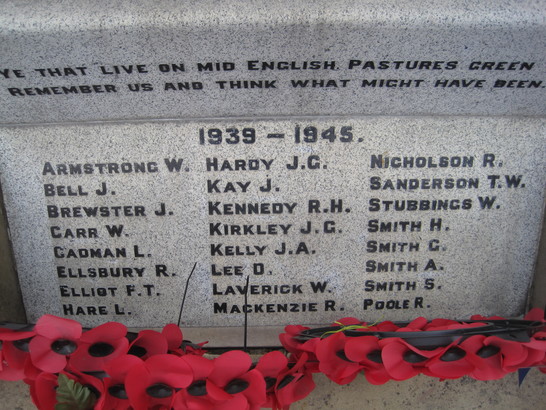 YE THAT LIVE ON MID ENGLISH PASTURES GREEN
REMEMBER US AND THINK WHAT MIGHT HAVE BEEN.
1939 – 1945.
ARMSTRONG W.
BELL J.
BREWSTER J.
CARR W.
CADMAN L.
ELLSBURY R.
ELLIOT F.T.
HARE L.
HARDY J.G.
KAY J.
KENNEDY R.H.
KIRKLEY J.G.
KELLY J.A.
LEE D.
LAVERICK W.
MACKENZIE R.
NICHOLSON R.
SANDERSON T.W.
STUBBINGS W.
SMITH H.
SMITH G.
SMITH A.
SMITH S.
POOLE R.